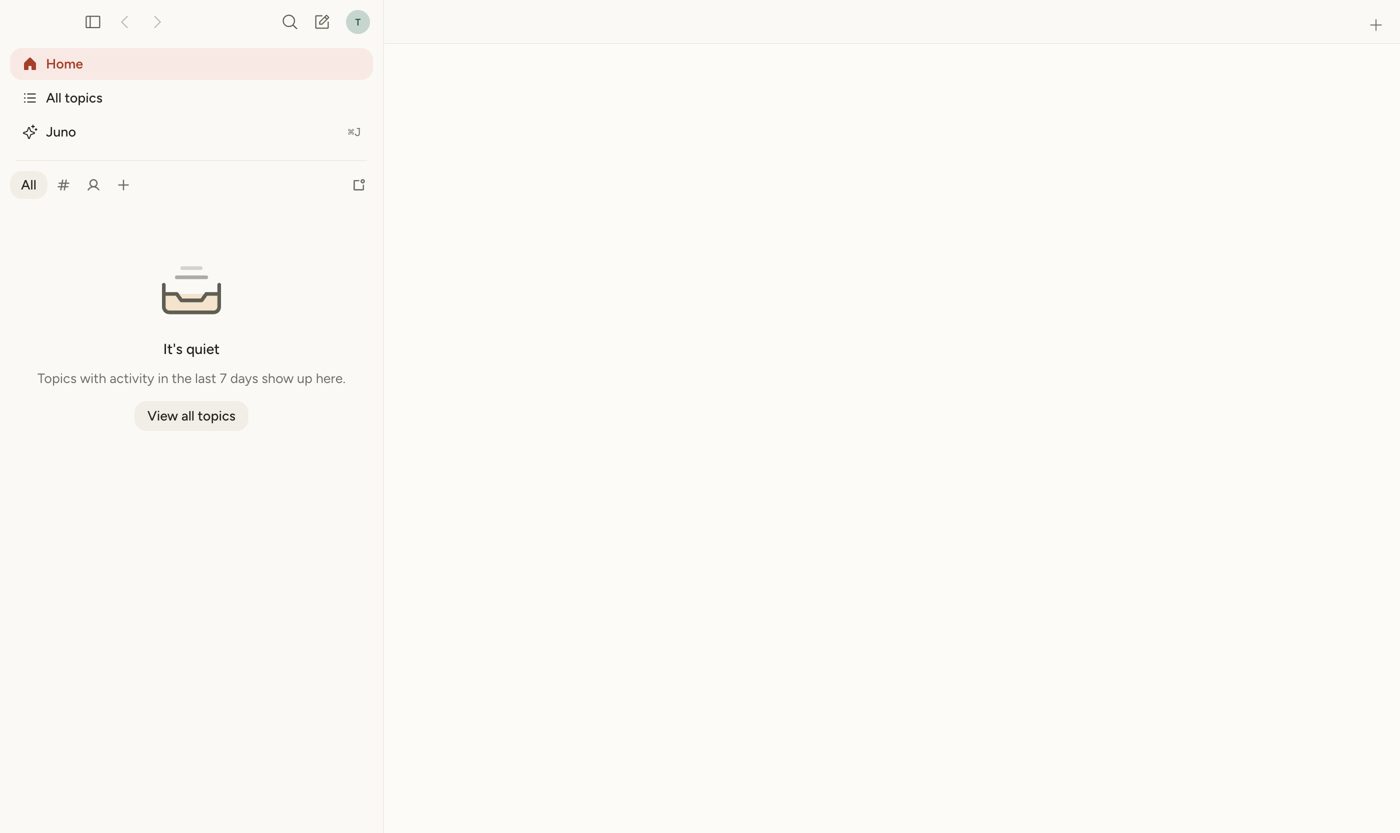 T
Home
All topics
Juno ⌘J
All
It's quiet
Topics with activity in the last 7 days show up here.
View all topics